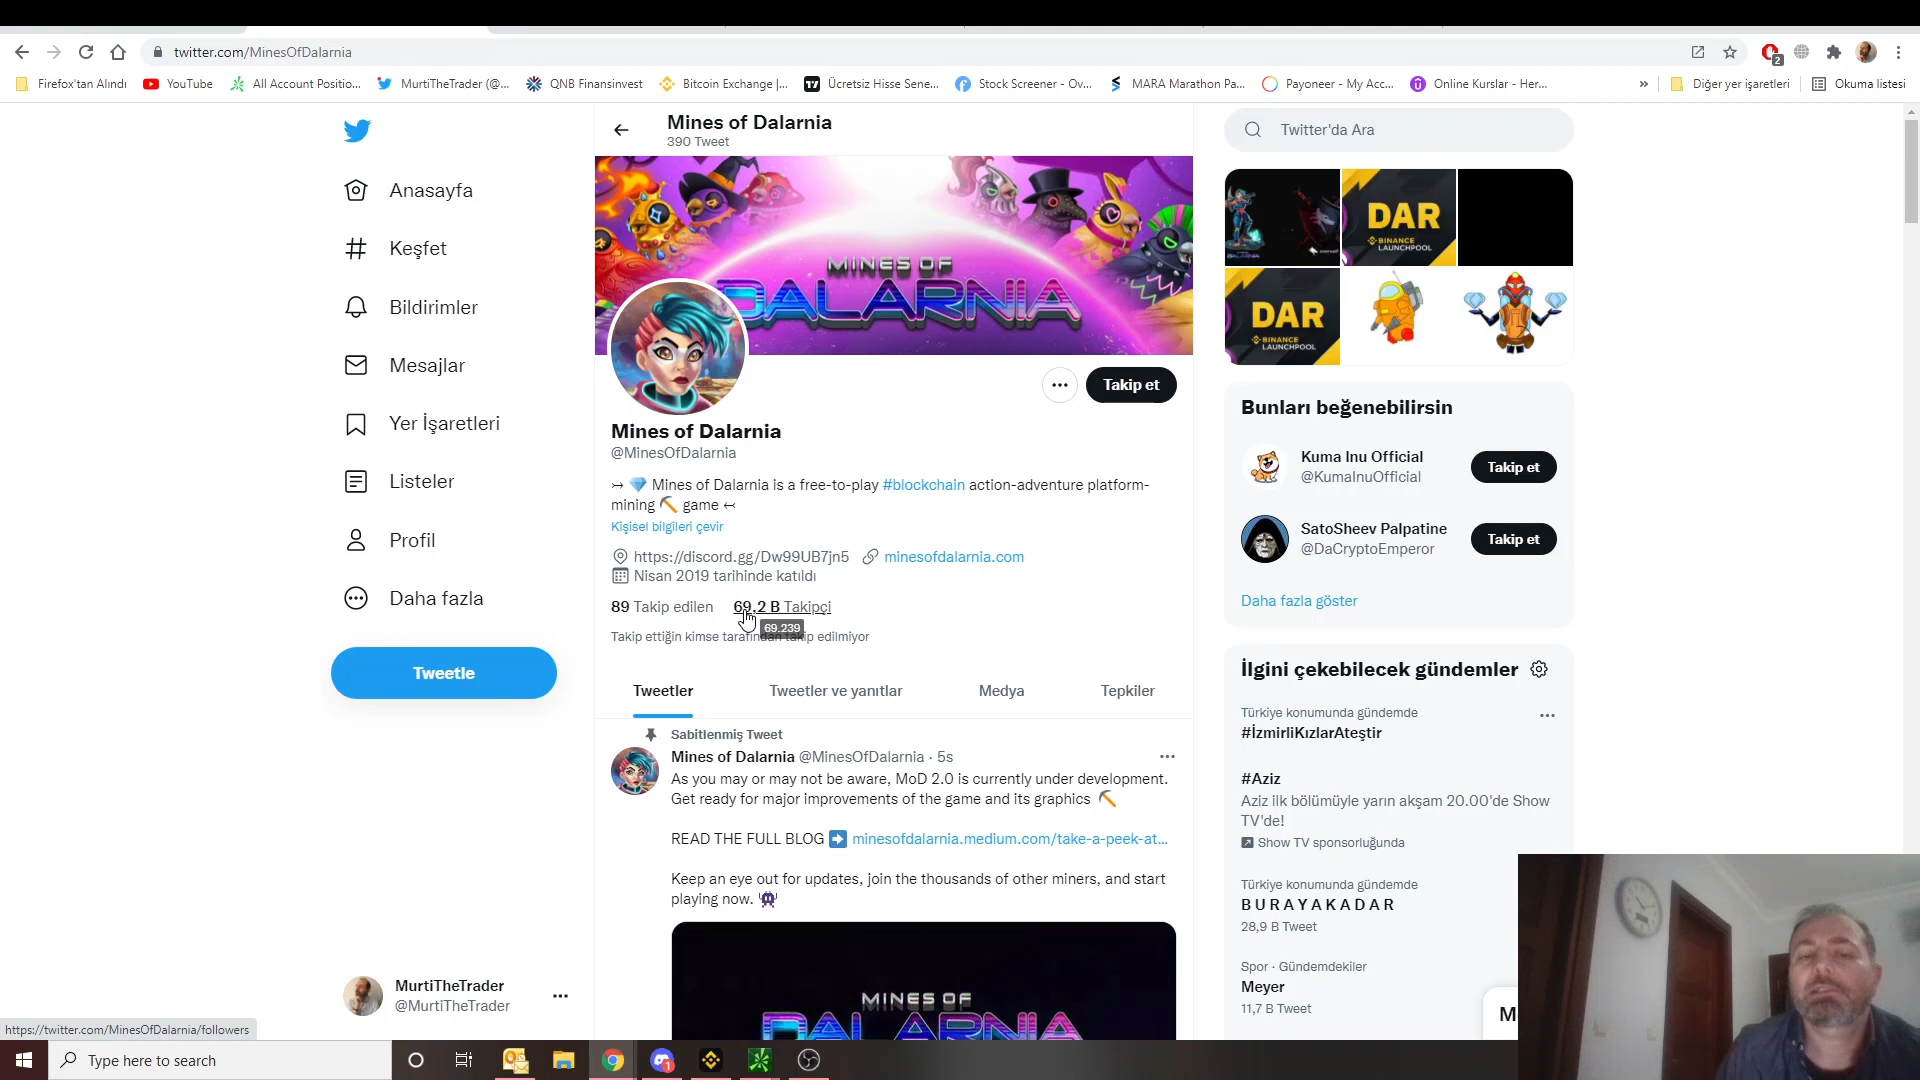 twitter.com/MinesOfDalarnia
2
Firefox'tan Alındı
YouTube
All Account Positio...
MurtiTheTrader (@...
QNB Finansinvest
Bitcoin Exchange |...
Ücretsiz Hisse Sene...
Stock Screener - Ov...
MARA Marathon Pa...
Payoneer - My Acc...
Online Kurslar - Her...
»
Diğer yer işaretleri
Okuma listesi
Mines of Dalarnia
390 Tweet
Twitter'da Ara
Anasayfa
Keşfet
Bildirimler
Mesajlar
Yer İşaretleri
Listeler
Profil
Daha fazla
Tweetle
MINES OF
DALARNIA
Takip et
Mines of Dalarnia
@MinesOfDalarnia
↣ 💎 Mines of Dalarnia is a free-to-play #blockchain action-adventure platform-
mining ⛏️ game ↢
Kişisel bilgileri çevir
https://discord.gg/Dw99UB7jn5 minesofdalarnia.com
Nisan 2019 tarihinde katıldı
89 Takip edilen 69,2 B Takipçi
69.239
Takip ettiğin kimse tarafından takip edilmiyor
Tweetler
Tweetler ve yanıtlar
Medya
Tepkiler
Sabitlenmiş Tweet
Mines of Dalarnia @MinesOfDalarnia · 5s
As you may or may not be aware, MoD 2.0 is currently under development.
Get ready for major improvements of the game and its graphics ⛏️
READ THE FULL BLOG ➡️ minesofdalarnia.medium.com/take-a-peek-at...
Keep an eye out for updates, join the thousands of other miners, and start
playing now. 👾
MINES OF
DALARNIA
DALARNIA
DAR
BINANCE
LAUNCHPOOL
DAR
BINANCE
LAUNCHPOOL
Bunları beğenebilirsin
Kuma Inu Official
@KumaInuOfficial
Takip et
SatoSheev Palpatine
@DaCryptoEmperor
Takip et
Daha fazla göster
İlgini çekebilecek gündemler
Türkiye konumunda gündemde
#İzmirliKızlarAteştir
#Aziz
Aziz ilk bölümüyle yarın akşam 20.00'de Show
TV'de!
Show TV sponsorluğunda
Türkiye konumunda gündemde
B U R A Y A K A D A R
28,9 B Tweet
Spor · Gündemdekiler
Meyer
11,7 B Tweet
M
MurtiTheTrader
@MurtiTheTrader
https://twitter.com/MinesOfDalarnia/followers
Type here to search
1